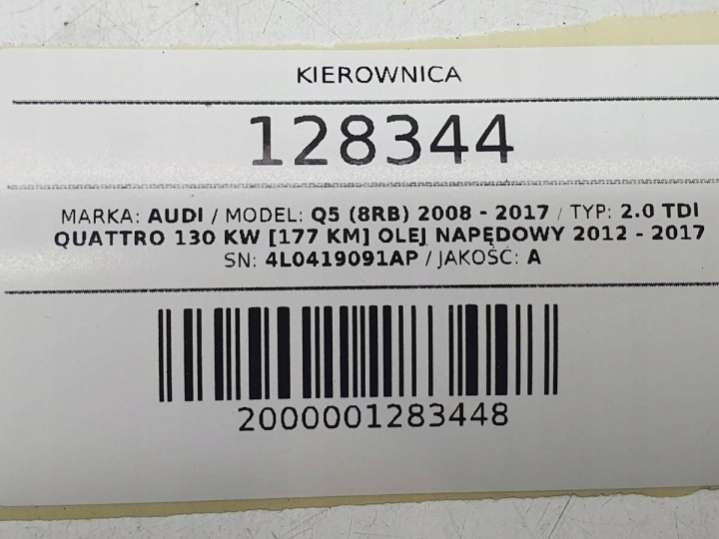 KIEROWNICA
128344
MARKA: AUDI / MODEL: Q5 (8RB) 2008 - 2017 / TYP: 2.0 TDI
QUATTRO 130 KW [177 KM] OLEJ NAPĘDOWY 2012 - 2017
SN: 4L0419091AP / JAKOŚĆ: A
2000001283448